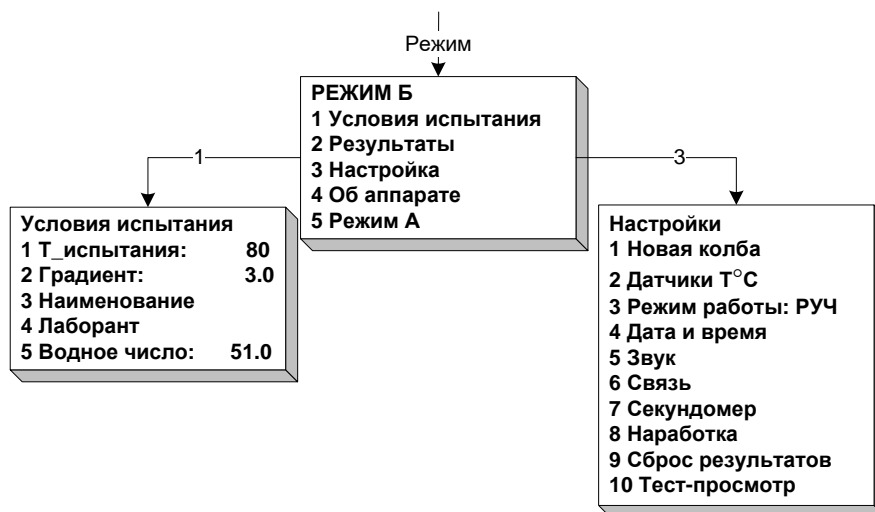 Режим
РЕЖИМ Б
1 Условия испытания
2 Результаты
3 Настройка
4 Об аппарате
5 Режим А
1
3
Условия испытания
1 Т_испытания: 80
2 Градиент: 3.0
3 Наименование
4 Лаборант
5 Водное число: 51.0
Настройки
1 Новая колба
2 Датчики T°C
3 Режим работы: РУЧ
4 Дата и время
5 Звук
6 Связь
7 Секундомер
8 Наработка
9 Сброс результатов
10 Тест-просмотр